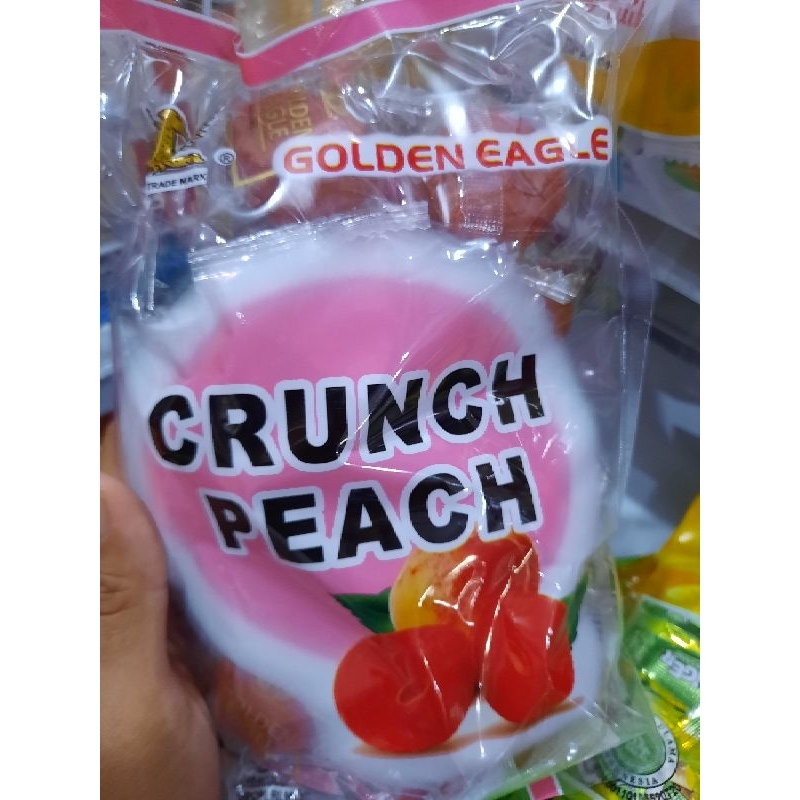 GOLDEN EAGLE
TRADE MARK
®
CRUNCH
PEACH